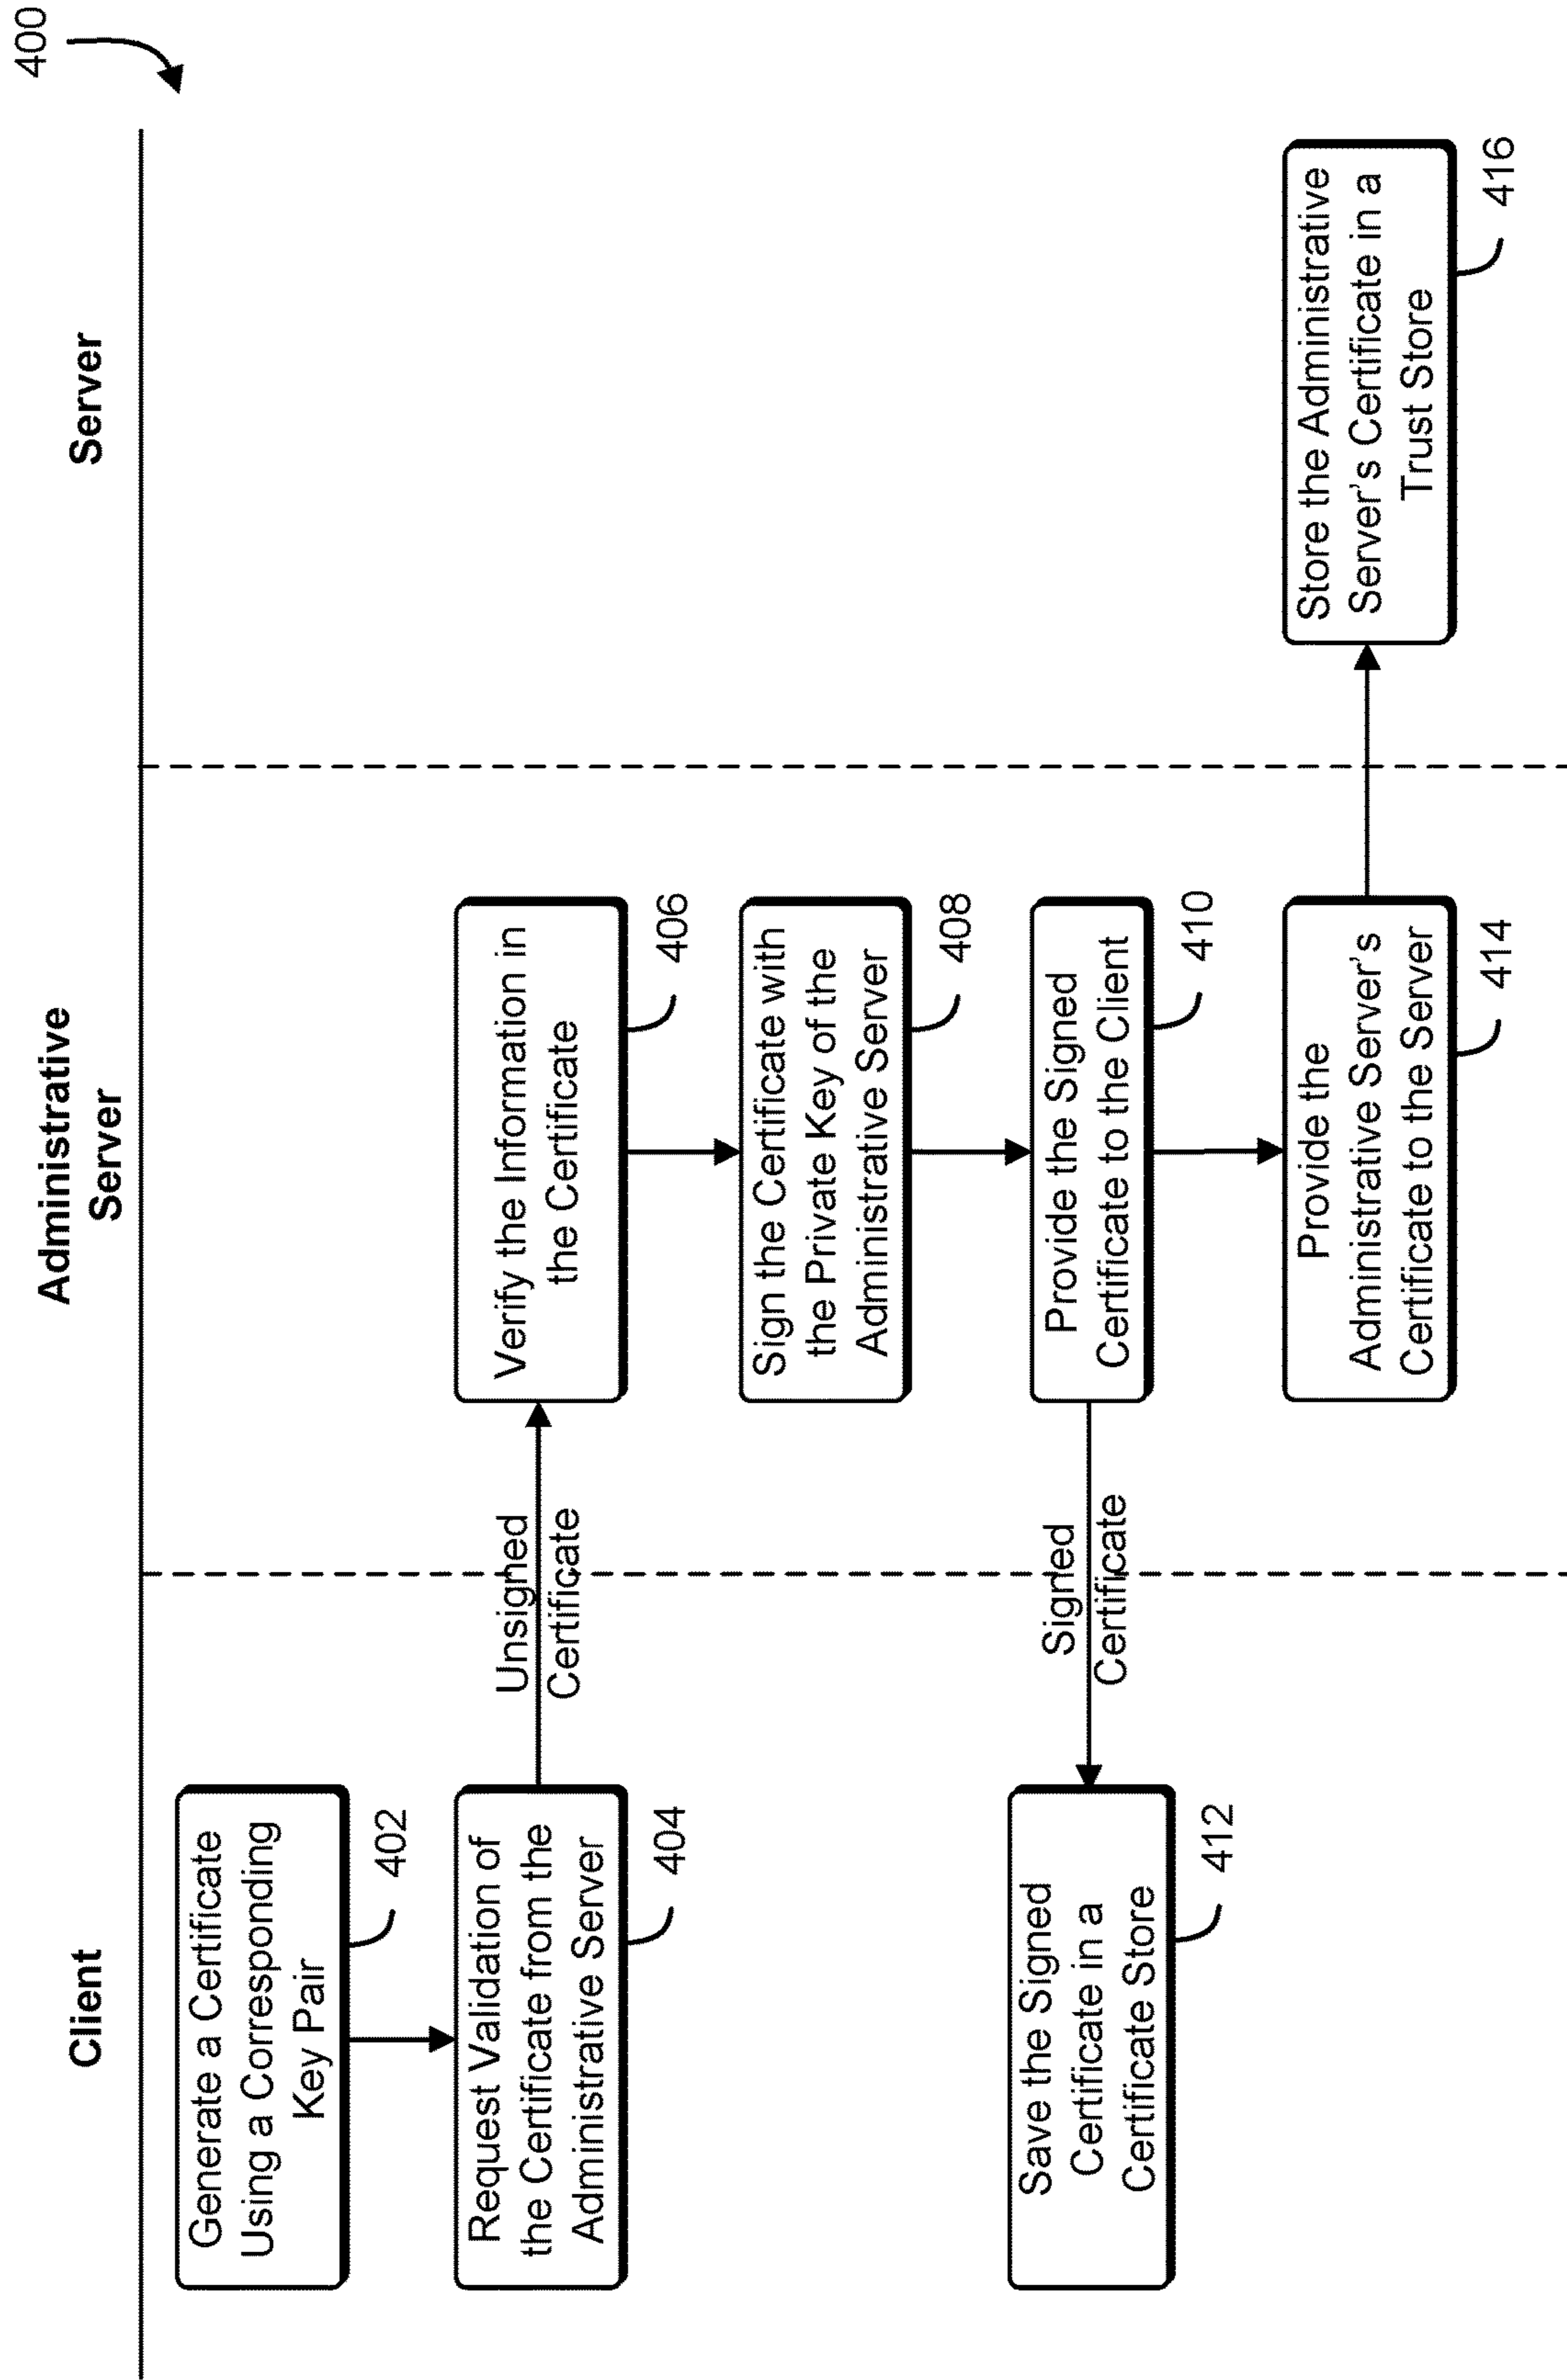 400
Client
Administrative
Server
Server
Generate a Certificate
Using a Corresponding
Key Pair
402
Request Validation of
the Certificate from the
Administrative Server
404
Unsigned
Certificate
Verify the Information in
the Certificate
406
Sign the Certificate with
the Private Key of the
Administrative Server
408
Provide the Signed
Certificate to the Client
410
Signed
Certificate
Save the Signed
Certificate in a
Certificate Store
412
Provide the
Administrative Server's
Certificate to the Server
414
Store the Administrative
Server's Certificate in a
Trust Store
416